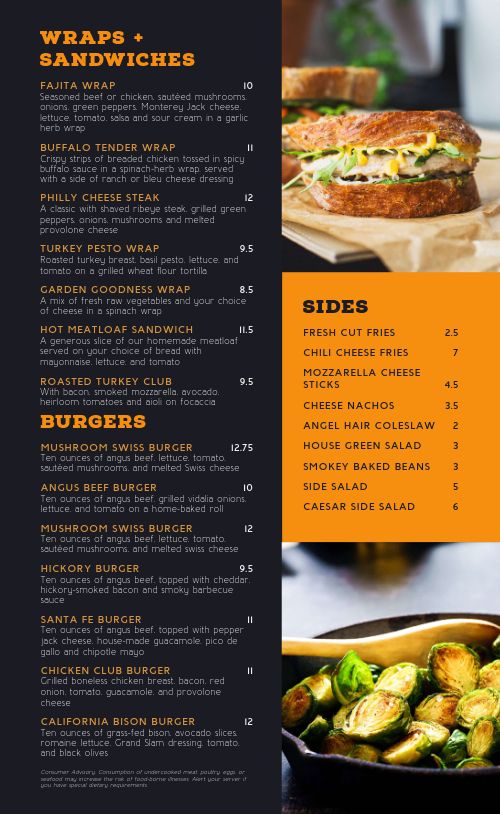 WRAPS +
SANDWICHES
FAJITA WRAP 10
Seasoned beef or chicken, sautéed mushrooms,
onions, green peppers, Monterey Jack cheese,
lettuce, tomato, salsa and sour cream in a garlic
herb wrap
BUFFALO TENDER WRAP 11
Crispy strips of breaded chicken tossed in spicy
buffalo sauce in a spinach-herb wrap, served
with a side of ranch or bleu cheese dressing
PHILLY CHEESE STEAK 12
A classic with shaved ribeye steak, grilled green
peppers, onions, mushrooms and melted
provolone cheese
TURKEY PESTO WRAP 9.5
Roasted turkey breast, basil pesto, lettuce, and
tomato on a grilled wheat flour tortilla
GARDEN GOODNESS WRAP 8.5
A mix of fresh raw vegetables and your choice
of cheese in a spinach wrap
HOT MEATLOAF SANDWICH 11.5
A generous slice of our homemade meatloaf
served on your choice of bread with
mayonnaise, lettuce, and tomato
ROASTED TURKEY CLUB 9.5
With bacon, smoked mozzarella, avocado,
heirloom tomatoes and aioli on focaccia
BURGERS
MUSHROOM SWISS BURGER 12.75
Ten ounces of angus beef, lettuce, tomato,
sautéed mushrooms, and melted Swiss cheese
ANGUS BEEF BURGER 10
Ten ounces of angus beef, grilled vidalia onions,
lettuce, and tomato on a home-baked roll
MUSHROOM SWISS BURGER 12
Ten ounces of angus beef, lettuce, tomato,
sautéed mushrooms, and melted swiss cheese
HICKORY BURGER 9.5
Ten ounces of angus beef, topped with cheddar,
hickory-smoked bacon and smoky barbecue
sauce
SANTA FE BURGER 11
Ten ounces of angus beef, topped with pepper
jack cheese, house-made guacamole, pico de
gallo and chipotle mayo
CHICKEN CLUB BURGER 11
Grilled boneless chicken breast, bacon, red
onion, tomato, guacamole, and provolone
cheese
CALIFORNIA BISON BURGER 12
Ten ounces of grass-fed bison, avocado slices,
romaine lettuce, Grand Slam dressing, tomato,
and black olives
Consumer Advisory: Consumption of undercooked meat, poultry, eggs, or
seafood may increase the risk of food-borne illnesses. Alert your server if
you have special dietary requirements
SIDES
FRESH CUT FRIES 2.5
CHILI CHEESE FRIES 7
MOZZARELLA CHEESE
STICKS 4.5
CHEESE NACHOS 3.5
ANGEL HAIR COLESLAW 2
HOUSE GREEN SALAD 3
SMOKEY BAKED BEANS 3
SIDE SALAD 5
CAESAR SIDE SALAD 6